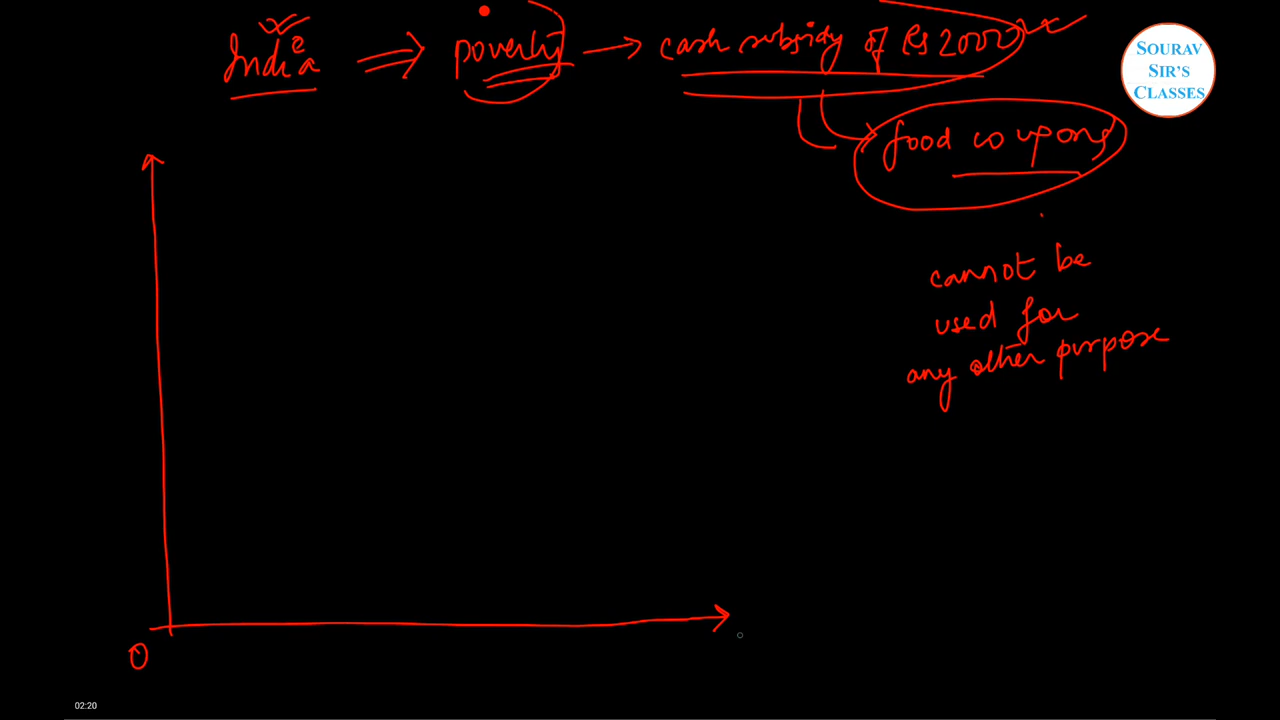 India ⇒ poverty → cash subsidy of Rs 2000
SOURAV
SIR'S
CLASSES
food coupons
cannot be
used for
any other purpose
O
02:20